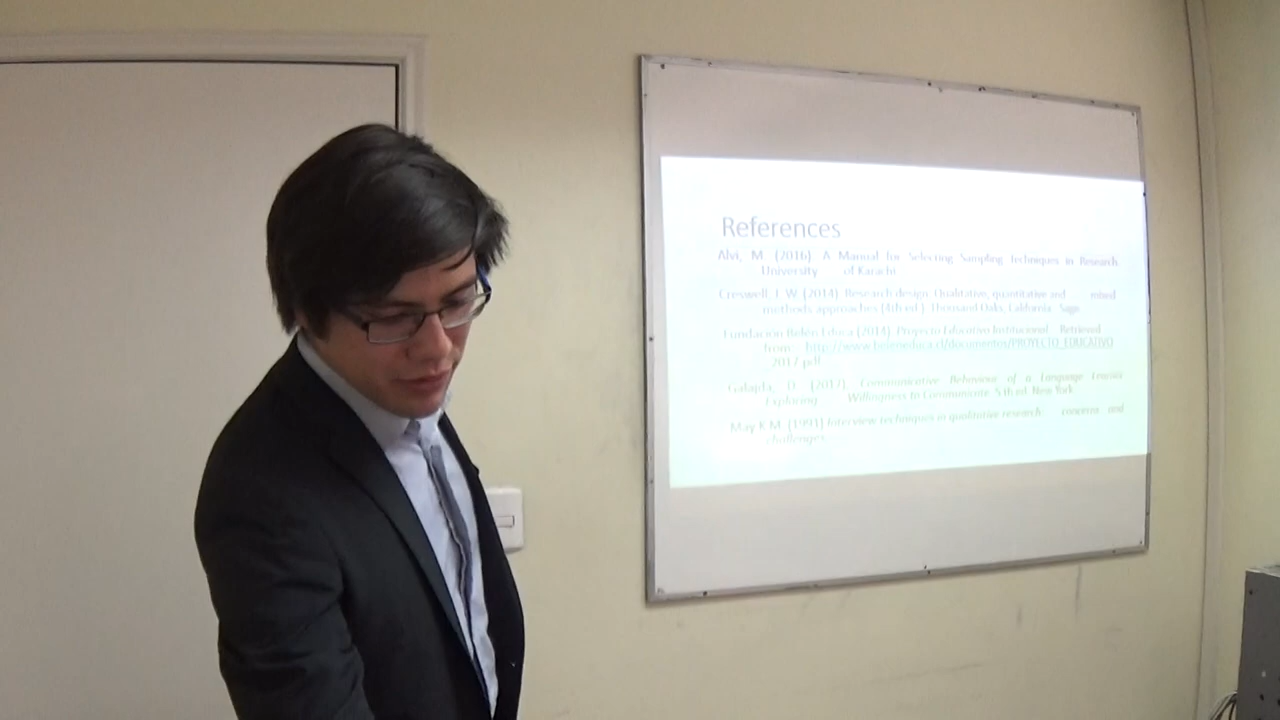 References
Alvi, M. (2016). A Manual for Selecting Sampling Techniques in Research.
University of Karachi.
Creswell, J. W. (2014). Research design: Qualitative, quantitative and mixed
methods approaches (4th ed.). Thousand Oaks, California: Sage.
Fundación Belén Educa (2014). Proyecto Educativo Institucional. Retrieved
from: http://www.beleneduca.cl/documentos/PROYECTO_EDUCATIVO
2017.pdf
Galajda, D. (2017). Communicative Behaviour of a Language Learner
Exploring Willingness to Communicate. 5th ed. New York
May K.M. (1991) Interview techniques in qualitative research: concerns and
challenges.